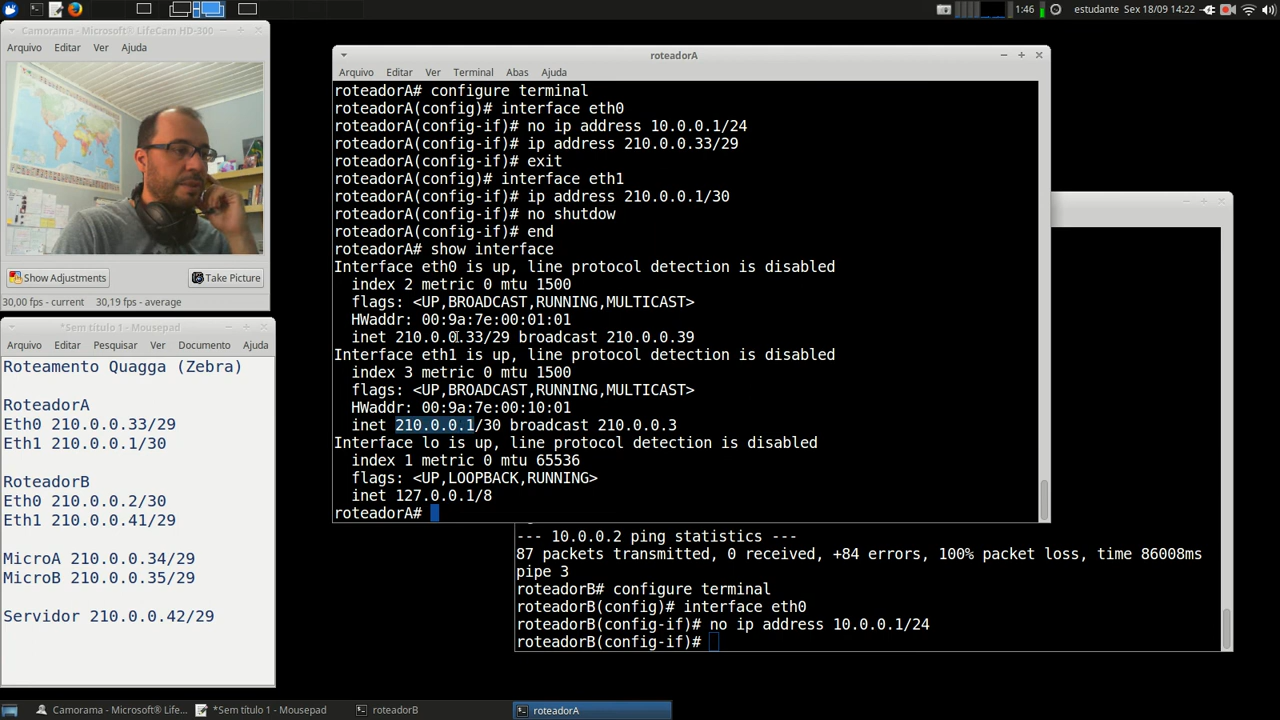 1:46
estudante Sex 18/09 14:22
Camorama - Microsoft® LifeCam HD-300
Arquivo Editar Ver Ajuda
Show Adjustments
Take Picture
30,00 fps - current 30,19 fps - average
*Sem título 1 - Mousepad
Arquivo Editar Pesquisar Ver Documento Ajuda
Roteamento Quagga (Zebra)
RoteadorA
Eth0 210.0.0.33/29
Eth1 210.0.0.1/30
RoteadorB
Eth0 210.0.0.2/30
Eth1 210.0.0.41/29
MicroA 210.0.0.34/29
MicroB 210.0.0.35/29
Servidor 210.0.0.42/29
roteadorA
Arquivo Editar Ver Terminal Abas Ajuda
roteadorA# configure terminal
roteadorA(config)# interface eth0
roteadorA(config-if)# no ip address 10.0.0.1/24
roteadorA(config-if)# ip address 210.0.0.33/29
roteadorA(config-if)# exit
roteadorA(config)# interface eth1
roteadorA(config-if)# ip address 210.0.0.1/30
roteadorA(config-if)# no shutdow
roteadorA(config-if)# end
roteadorA# show interface
Interface eth0 is up, line protocol detection is disabled
index 2 metric 0 mtu 1500
flags: <UP,BROADCAST,RUNNING,MULTICAST>
HWaddr: 00:9a:7e:00:01:01
inet 210.0.0.33/29 broadcast 210.0.0.39
Interface eth1 is up, line protocol detection is disabled
index 3 metric 0 mtu 1500
flags: <UP,BROADCAST,RUNNING,MULTICAST>
HWaddr: 00:9a:7e:00:10:01
inet 210.0.0.1/30 broadcast 210.0.0.3
Interface lo is up, line protocol detection is disabled
index 1 metric 0 mtu 65536
flags: <UP,LOOPBACK,RUNNING>
inet 127.0.0.1/8
roteadorA#
--- 10.0.0.2 ping statistics ---
87 packets transmitted, 0 received, +84 errors, 100% packet loss, time 86008ms
pipe 3
roteadorB# configure terminal
roteadorB(config)# interface eth0
roteadorB(config-if)# no ip address 10.0.0.1/24
roteadorB(config-if)#
Camorama - Microsoft® LifeC...
*Sem título 1 - Mousepad
roteadorB
roteadorA